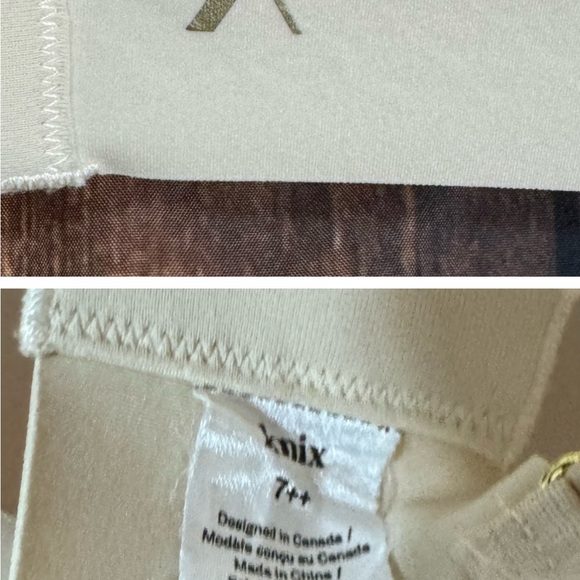 knix
7++
Designed in Canada /
Modèle conçu au Canada
Made in China /